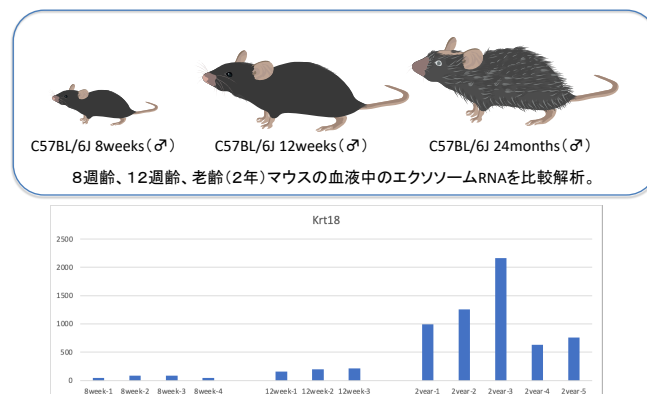 C57BL/6J 8weeks(♂) C57BL/6J 12weeks(♂) C57BL/6J 24months(♂)
8週齢、12週齢、老齢(2年)マウスの血液中のエクソソームRNAを比較解析。
Krt18
2500
2000
1500
1000
500
0
8week-1 8week-2 8week-3 8week-4 12week-1 12week-2 12week-3 2year-1 2year-2 2year-3 2year-4 2year-5